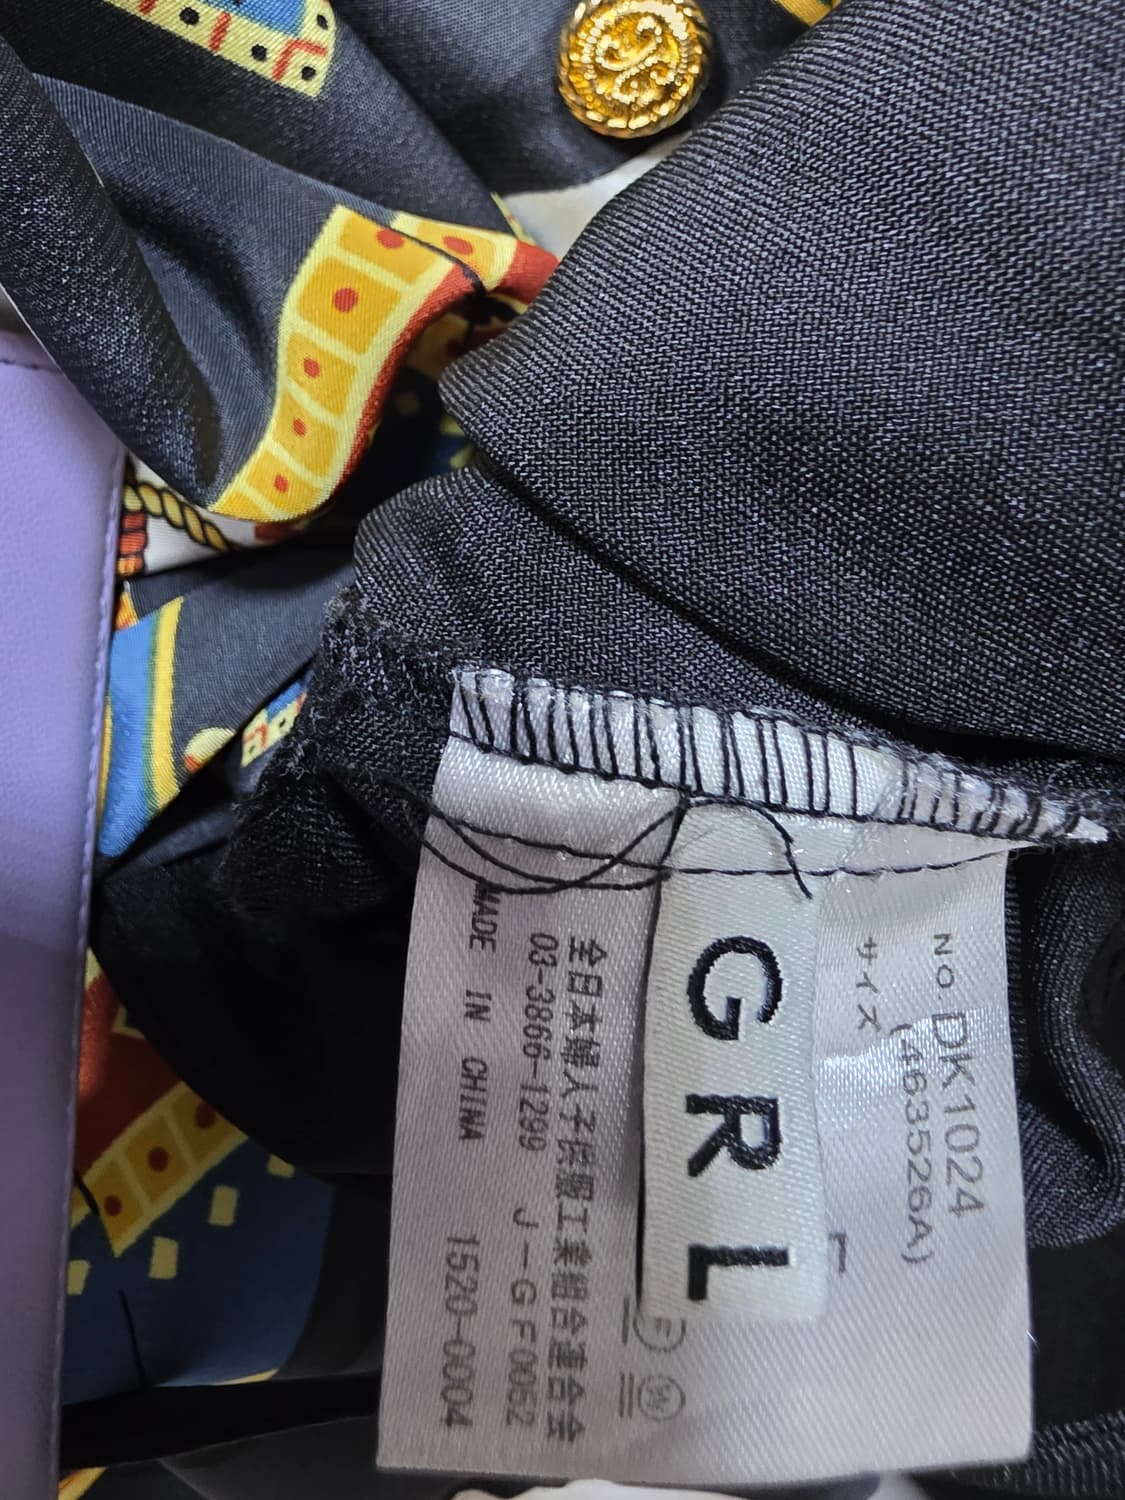 No. DK1024
(463526A)
サイズ
GRL
全日本婦人子供服工業組合連合会
03-3866-1299 J-GF0052
MADE IN CHINA 1520-0004